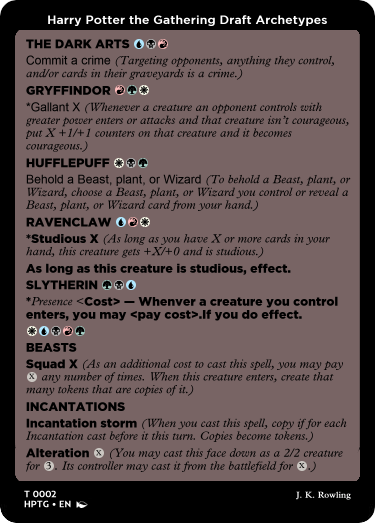 Harry Potter the Gathering Draft Archetypes
THE DARK ARTS
Commit a crime (Targeting opponents, anything they control,
and/or cards in their graveyards is a crime.)
GRYFFINDOR
*Gallant X (Whenever a creature an opponent controls with
greater power enters or attacks and that creature isn't courageous,
put X +1/+1 counters on that creature and it becomes
courageous.)
HUFFLEPUFF
Behold a Beast, plant, or Wizard (To behold a Beast, plant, or
Wizard, choose a Beast, plant, or Wizard you control or reveal a
Beast, plant, or Wizard card from your hand.)
RAVENCLAW
*Studious X (As long as you have X or more cards in your
hand, this creature gets +X/+0 and is studious.)
As long as this creature is studious, effect.
SLYTHERIN
*Presence <Cost> — Whenver a creature you control
enters, you may <pay cost>.If you do effect.
BEASTS
Squad X (As an additional cost to cast this spell, you may pay
X any number of times. When this creature enters, create that
many tokens that are copies of it.)
INCANTATIONS
Incantation storm (When you cast this spell, copy if for each
Incantation cast before it this turn. Copies become tokens.)
Alteration X (You may cast this face down as a 2/2 creature
for 3. Its controller may cast it from the battlefield for X.)
T 0002
HPTG • EN
J. K. Rowling